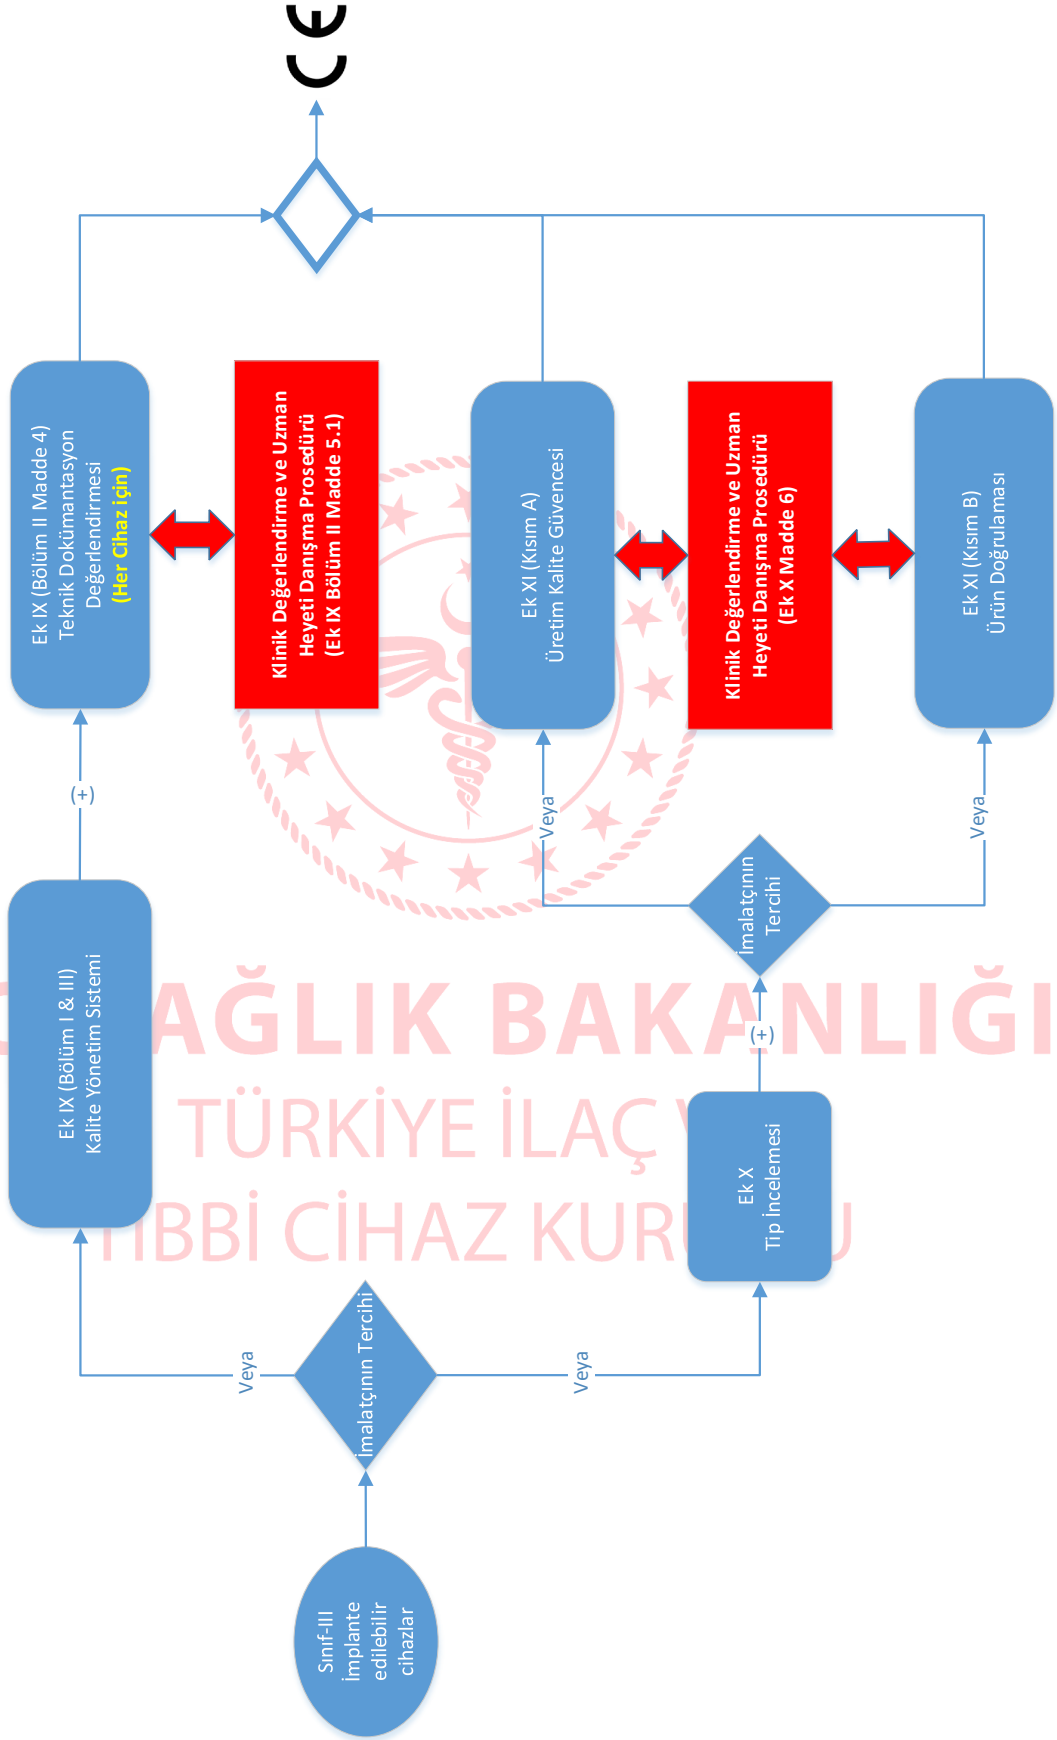 Sınıf-III
İmplante
edilebilir
cihazlar
İmalatçının Tercihi
Veya
Veya
Ek IX (Bölüm I & III)
Kalite Yönetim Sistemi
(+)
Ek IX (Bölüm II Madde 4)
Teknik Dokümantasyon
Değerlendirmesi
(Her Cihaz için)
Klinik Değerlendirme ve Uzman
Heyeti Danışma Prosedürü
(Ek IX Bölüm II Madde 5.1)
Ek X
Tip İncelemesi
(+)
İmalatçının
Tercihi
Veya
Veya
Ek XI (Kısım A)
Üretim Kalite Güvencesi
Klinik Değerlendirme ve Uzman
Heyeti Danışma Prosedürü
(Ek X Madde 6)
Ek XI (Kısım B)
Ürün Doğrulaması
CE
SAĞLIK BAKANLIĞI
TÜRKİYE İLAÇ
TIBBİ CİHAZ KURUMU